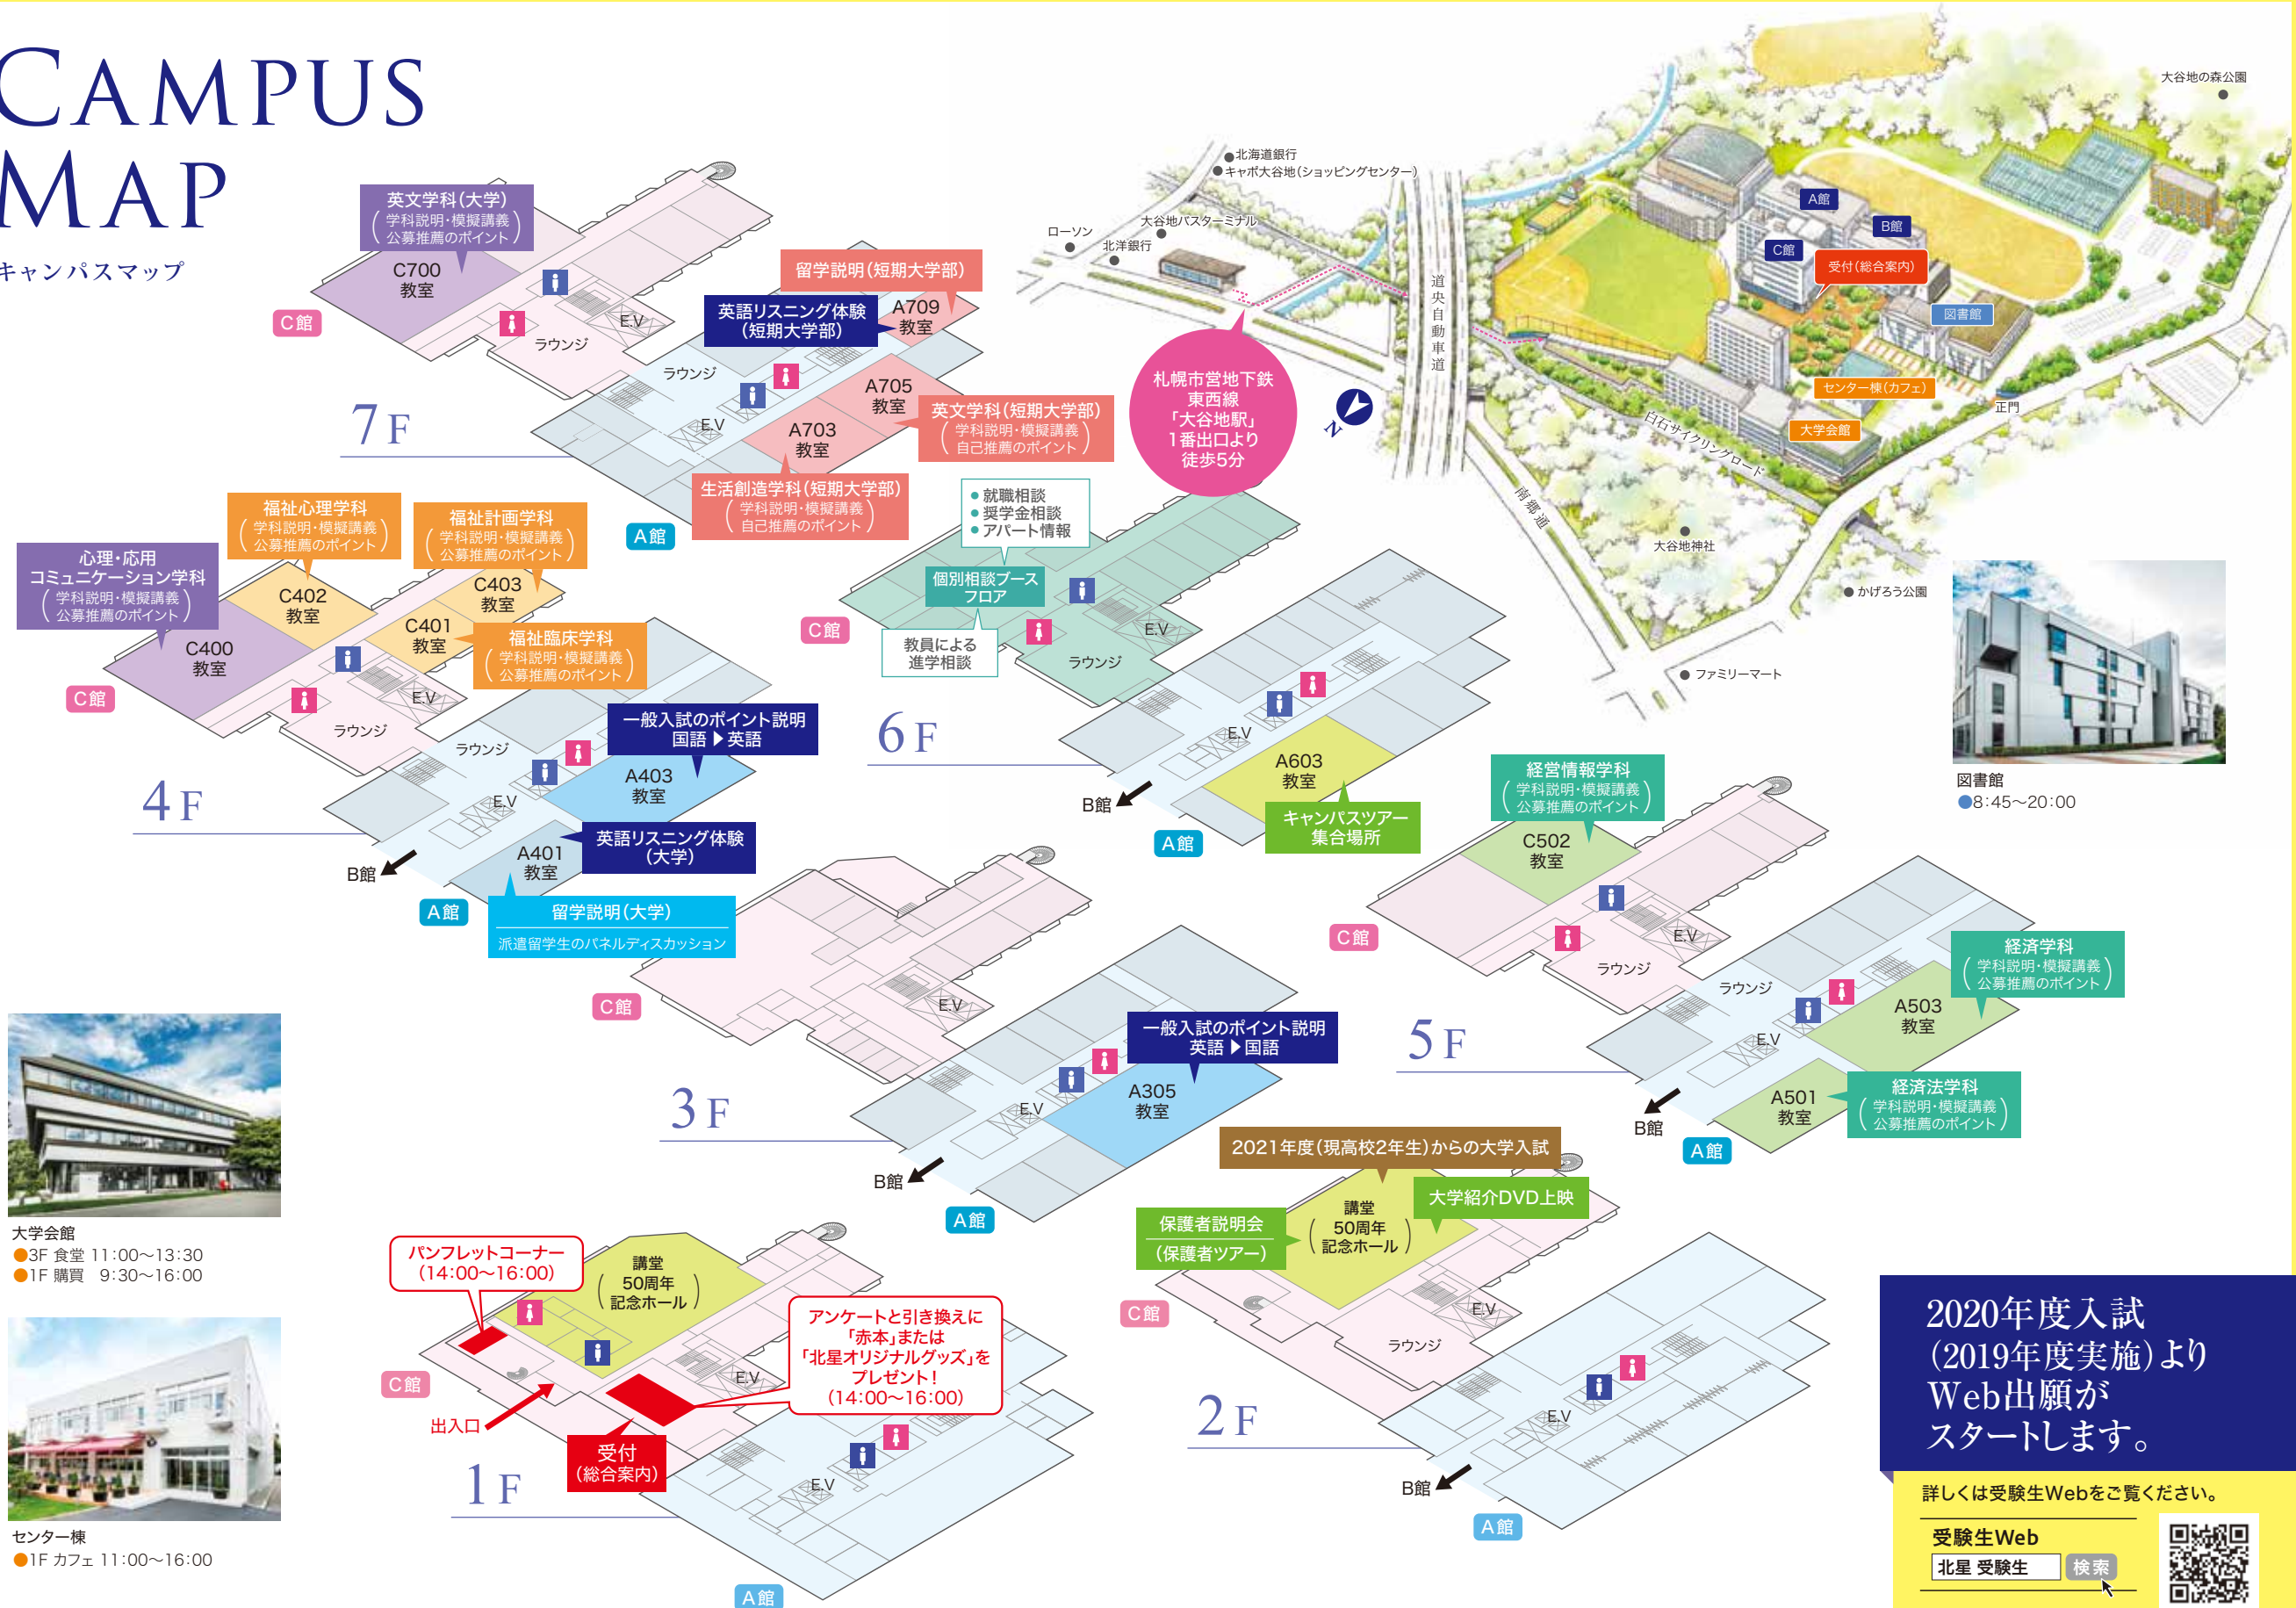 CAMPUS
MAP
キャンパスマップ
英文学科(大学)
(学科説明・模擬講義
公募推薦のポイント)
C700
教室
C館
ラウンジ
E.V
7F
留学説明(短期大学部)
英語リスニング体験
(短期大学部)
A709
教室
ラウンジ
E.V
A705
教室
A703
教室
英文学科(短期大学部)
(学科説明・模擬講義
自己推薦のポイント)
生活創造学科(短期大学部)
(学科説明・模擬講義
自己推薦のポイント)
A館
北海道銀行
キャポ大谷地(ショッピングセンター)
大谷地バスターミナル
ローソン
北洋銀行
道央自動車道
札幌市営地下鉄
東西線
「大谷地駅」
1番出口より
徒歩5分
N
大谷地の森公園
A館
B館
C館
受付(総合案内)
図書館
センター棟(カフェ)
大学会館
正門
白石サイクリングロード
南郷通
大谷地神社
かげろう公園
ファミリーマート
図書館
●8:45〜20:00
心理・応用
コミュニケーション学科
(学科説明・模擬講義
公募推薦のポイント)
福祉心理学科
(学科説明・模擬講義
公募推薦のポイント)
福祉計画学科
(学科説明・模擬講義
公募推薦のポイント)
C402
教室
C403
教室
C401
教室
C400
教室
福祉臨床学科
(学科説明・模擬講義
公募推薦のポイント)
C館
E.V
ラウンジ
ラウンジ
E.V
4F
一般入試のポイント説明
国語▶英語
A403
教室
英語リスニング体験
(大学)
A401
教室
B館
A館
留学説明(大学)
派遣留学生のパネルディスカッション
●就職相談
●奨学金相談
●アパート情報
個別相談ブース
フロア
教員による
進学相談
C館
E.V
ラウンジ
6F
E.V
A603
教室
キャンパスツアー
集合場所
B館
A館
経営情報学科
(学科説明・模擬講義
公募推薦のポイント)
C502
教室
C館
E.V
ラウンジ
ラウンジ
E.V
5F
経済学科
(学科説明・模擬講義
公募推薦のポイント)
A503
教室
A501
教室
経済法学科
(学科説明・模擬講義
公募推薦のポイント)
B館
A館
C館
E.V
3F
一般入試のポイント説明
英語▶国語
A305
教室
E.V
B館
A館
大学会館
●3F 食堂 11:00〜13:30
●1F 購買 9:30〜16:00
センター棟
●1F カフェ 11:00〜16:00
パンフレットコーナー
(14:00〜16:00)
講堂
(50周年
記念ホール)
アンケートと引き換えに
「赤本」または
「北星オリジナルグッズ」を
プレゼント!
(14:00〜16:00)
C館
出入口
E.V
受付
(総合案内)
1F
E.V
A館
2021年度(現高校2年生)からの大学入試
大学紹介DVD上映
保護者説明会
(保護者ツアー)
講堂
(50周年
記念ホール)
C館
E.V
ラウンジ
2F
E.V
B館
A館
2020年度入試
(2019年度実施)より
Web出願が
スタートします。
詳しくは受験生Webをご覧ください。
受験生Web
北星 受験生
検索